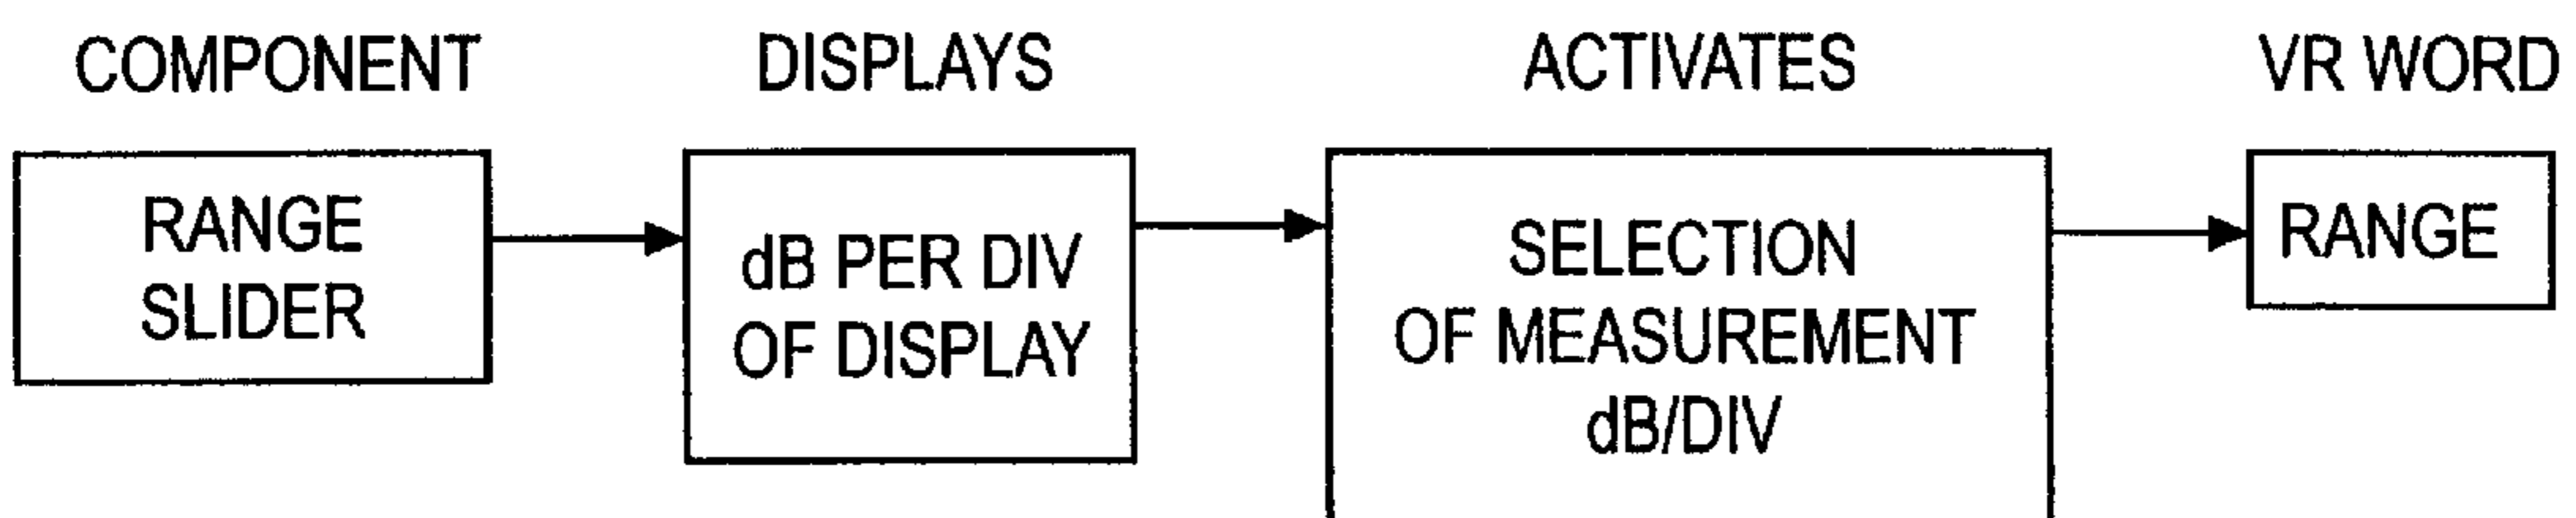 COMPONENT DISPLAYS ACTIVATES VR WORD
RANGE
SLIDER
dB PER DIV
OF DISPLAY
SELECTION
OF MEASUREMENT
dB/DIV
RANGE